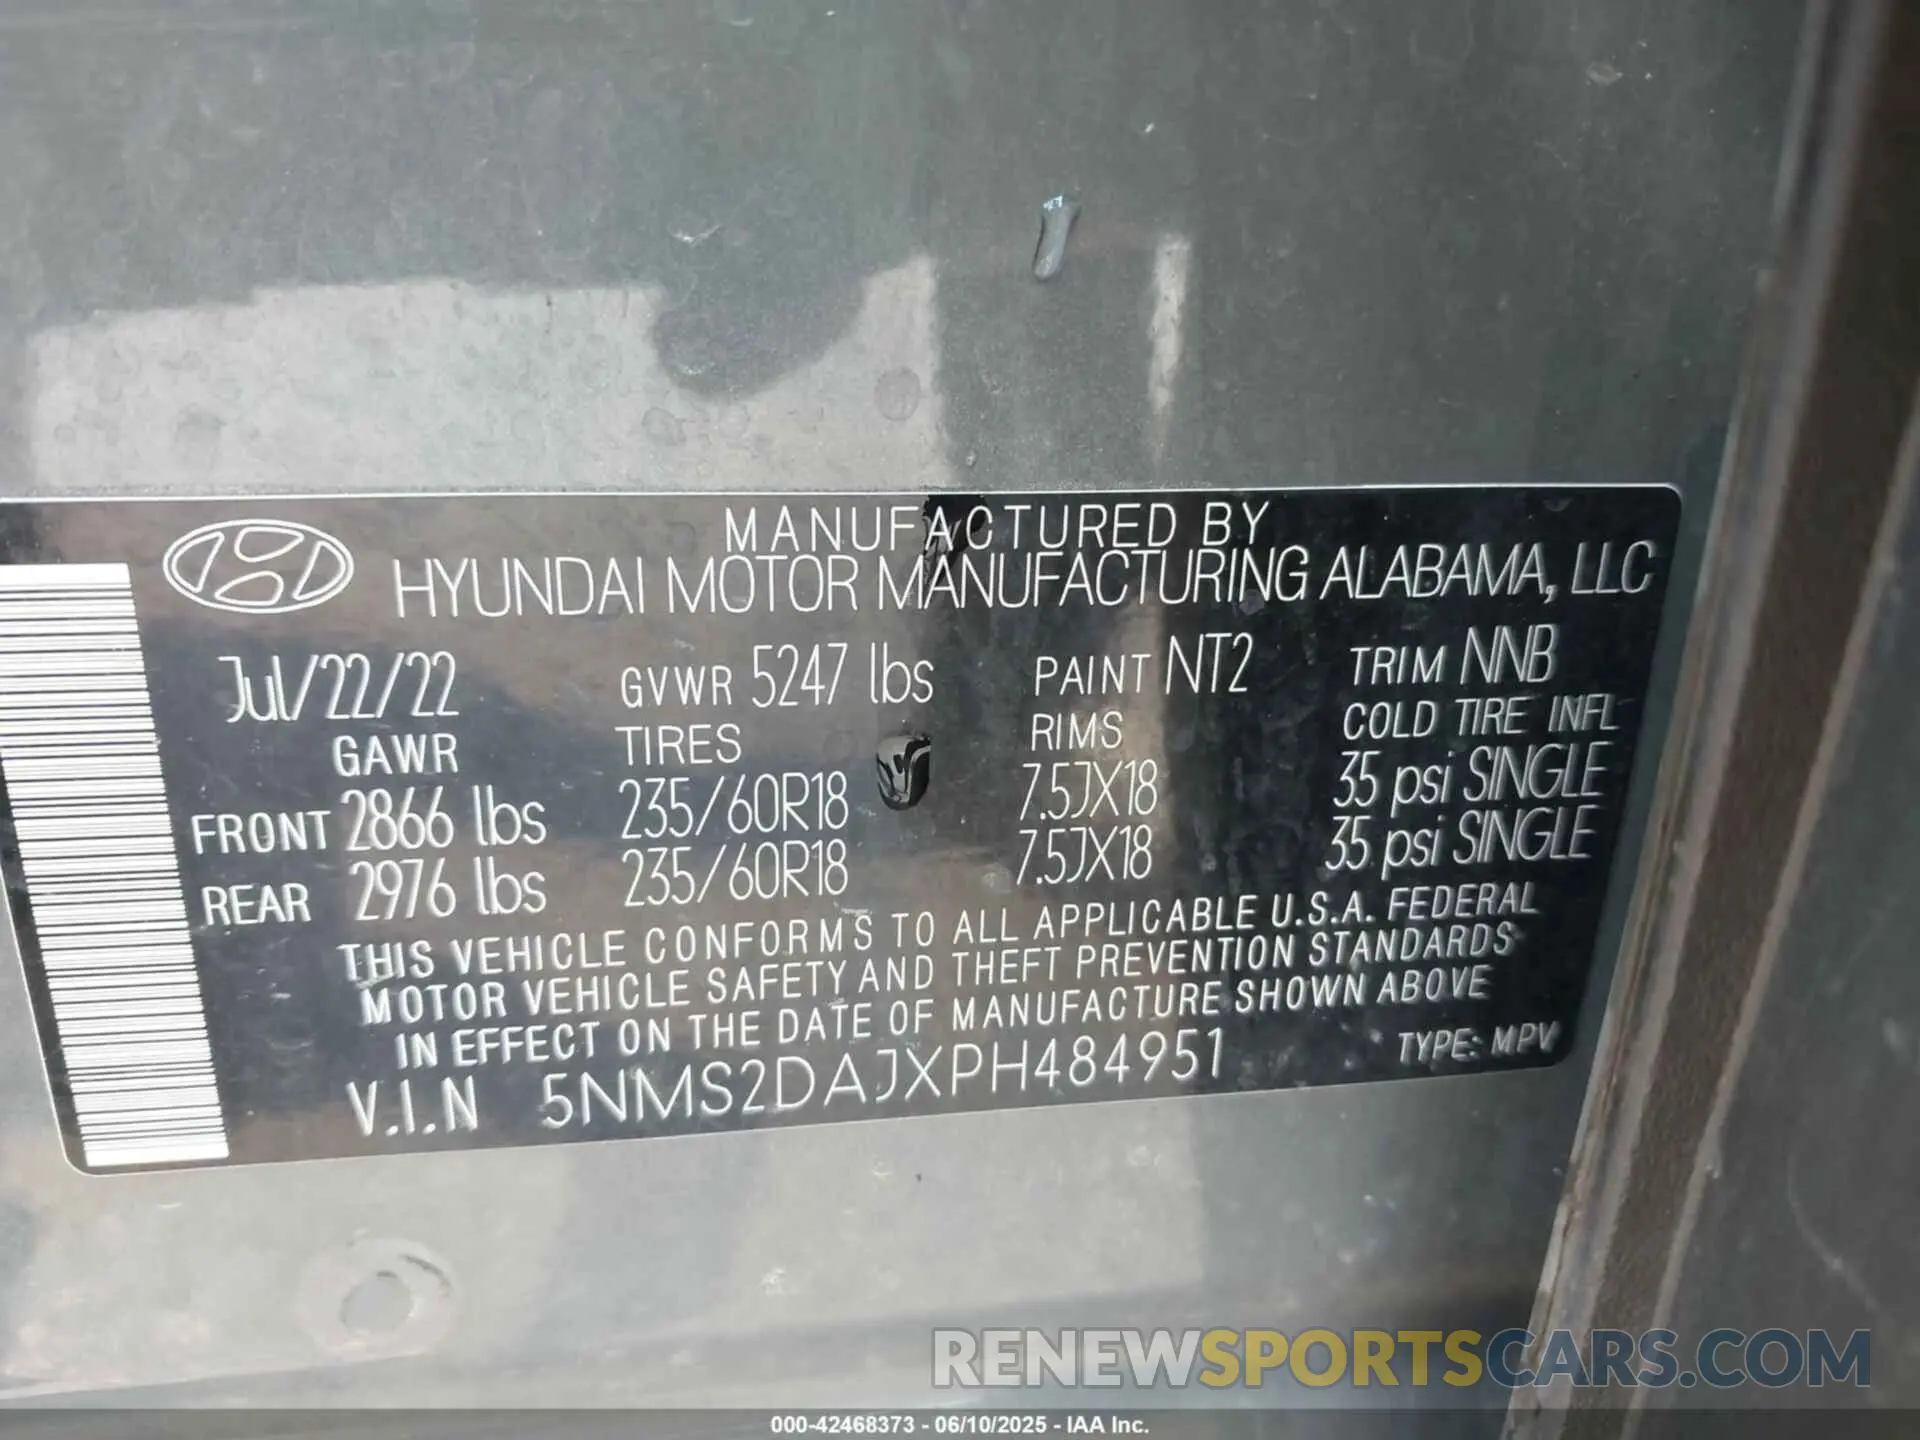 MANUFACTURED BY
HYUNDAI MOTOR MANUFACTURING ALABAMA, LLC
Jul/22/22 GVWR 5247 lbs PAINT NT2 TRIM NNB
GAWR TIRES RIMS COLD TIRE INFL
FRONT 2866 lbs 235/60R18 7.5JX18 35 psi SINGLE
REAR 2976 lbs 235/60R18 7.5JX18 35 psi SINGLE
THIS VEHICLE CONFORMS TO ALL APPLICABLE U.S.A. FEDERAL
MOTOR VEHICLE SAFETY AND THEFT PREVENTION STANDARDS
IN EFFECT ON THE DATE OF MANUFACTURE SHOWN ABOVE
V.I.N 5NMS2DAJXPH484951 TYPE: MPV
RENEWSPORTSCARS.COM
000-42468373 - 06/10/2025 - IAA Inc.